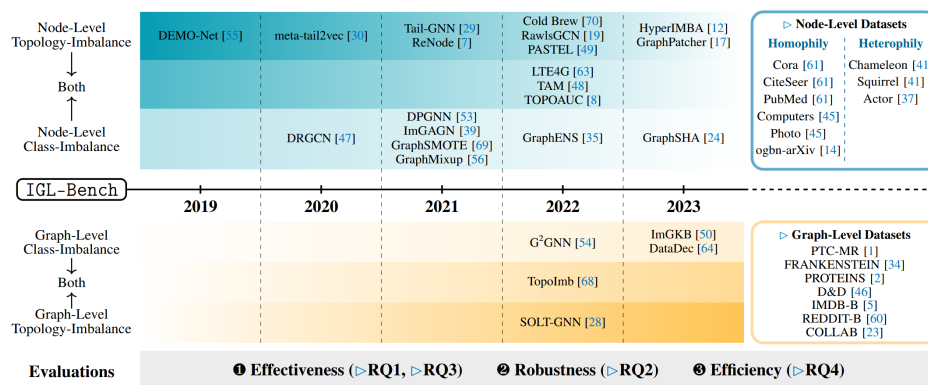 Node-Level
Topology-Imbalance
Both
Node-Level
Class-Imbalance
DEMO-Net [55]
meta-tail2vec [30]
Tail-GNN [29]
ReNode [7]
Cold Brew [70]
RawlsGCN [19]
PASTEL [49]
HyperIMBA [12]
GraphPatcher [17]
LTE4G [63]
TAM [48]
TOPOAUC [8]
DRGCN [47]
DPGNN [53]
ImGAGN [39]
GraphSMOTE [69]
GraphMixup [56]
GraphENS [35]
GraphSHA [24]
▷ Node-Level Datasets
Homophily
Cora [61]
CiteSeer [61]
PubMed [61]
Computers [45]
Photo [45]
ogbn-arXiv [14]
Heterophily
Chameleon [41]
Squirrel [41]
Actor [37]
IGL-Bench
2019 2020 2021 2022 2023
Graph-Level
Class-Imbalance
Both
Graph-Level
Topology-Imbalance
G²GNN [54]
ImGKB [50]
DataDec [64]
TopoImb [68]
SOLT-GNN [28]
▷ Graph-Level Datasets
PTC-MR [1]
FRANKENSTEIN [34]
PROTEINS [2]
D&D [46]
IMDB-B [5]
REDDIT-B [60]
COLLAB [23]
Evaluations ❶ Effectiveness (▷RQ1, ▷RQ3) ❷ Robustness (▷RQ2) ❸ Efficiency (▷RQ4)